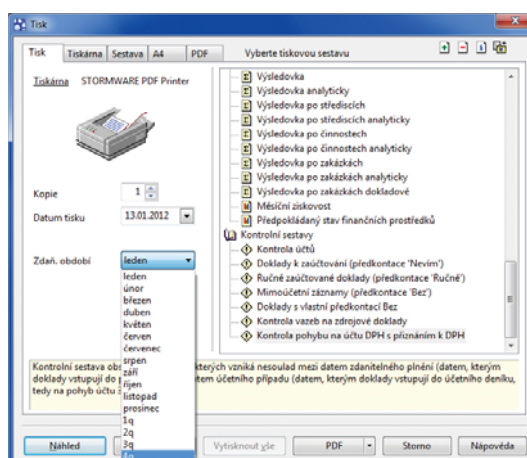 Tisk
Tisk Tiskárna Sestava A4 PDF Vyberte tiskovou sestavu
Tiskárna STORMWARE PDF Printer
Kopie 1
Datum tisku 13.01.2012
Zdaň. období leden
leden
únor
březen
duben
květen
červen
červenec
srpen
září
říjen
listopad
prosinec
1q
2q
3q
4q
Výsledovka
Výsledovka analyticky
Výsledovka po střediscích
Výsledovka po střediscích analyticky
Výsledovka po činnostech
Výsledovka po činnostech analyticky
Výsledovka po zakázkách
Výsledovka po zakázkách analyticky
Výsledovka po zakázkách dokladové
Měsíční ziskovost
Předpokládaný stav finančních prostředků
Kontrolní sestavy
Kontrola účtů
Doklady k zaúčtování (předkontace 'Nevím')
Ručně zaúčtované doklady (předkontace 'Ručně')
Mimoúčetní záznamy (předkontace 'Bez')
Doklady s vlastní předkontací Bez
Kontrola vazeb na zdrojové doklady
Kontrola pohybu na účtu DPH s přiznáním k DPH
Kontrolní sestava obs kterých vzniká nesoulad mezi datem zdanitelného plnění (datem, kterým
doklady vstupují do p tem účetního případu (datem, kterým doklady vstupují do účetního deníku,
tedy na pohyb účtu
Náhled Vytisknout vše PDF Storno Nápověda